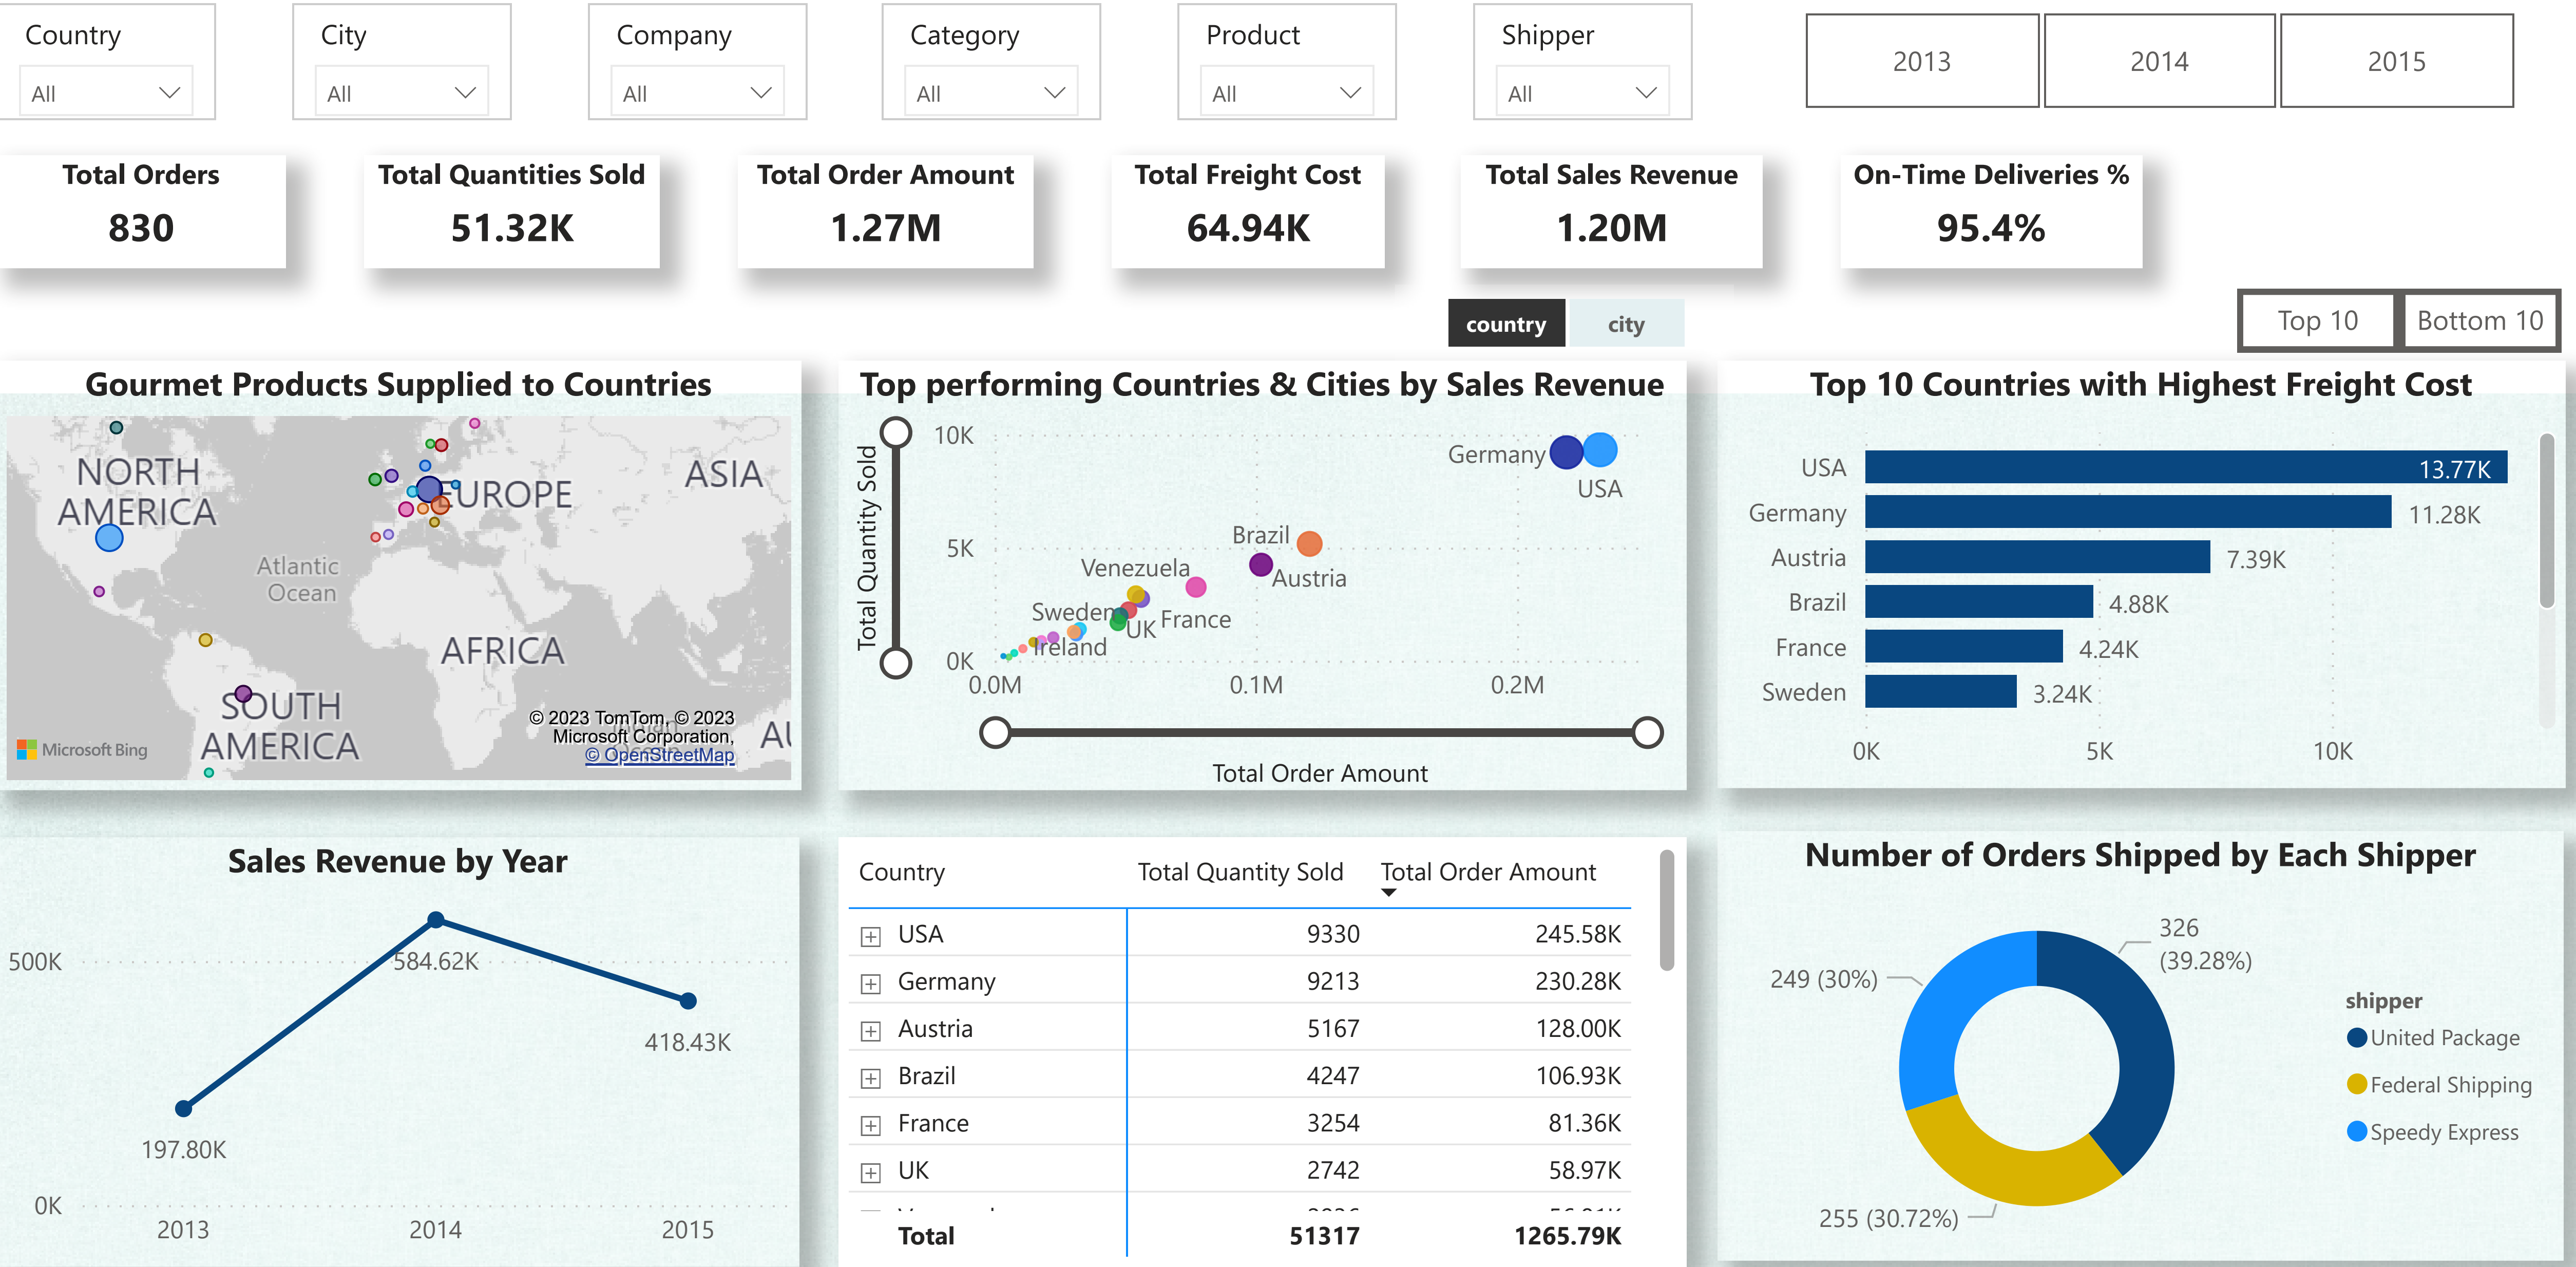 Country
City
Company
Category
Product
Shipper
All
All
All
All
All
All
2013
2014
2015
Total Orders
830
Total Quantities Sold
51.32K
Total Order Amount
1.27M
Total Freight Cost
64.94K
Total Sales Revenue
1.20M
On-Time Deliveries %
95.4%
country
city
Top 10
Bottom 10
Gourmet Products Supplied to Countries
NORTH
AMERICA
EUROPE
ASIA
Atlantic
Ocean
AFRICA
SOUTH
AMERICA
AU
© 2023 TomTom, © 2023
Microsoft Corporation,
© OpenStreetMap
Microsoft Bing
Top performing Countries & Cities by Sales Revenue
Total Quantity Sold
10K
5K
0K
Germany
USA
Brazil
Austria
Venezuela
France
Sweden
UK
Ireland
0.0M
0.1M
0.2M
Total Order Amount
Top 10 Countries with Highest Freight Cost
USA
13.77K
Germany
11.28K
Austria
7.39K
Brazil
4.88K
France
4.24K
Sweden
3.24K
0K
5K
10K
Sales Revenue by Year
500K
0K
584.62K
418.43K
197.80K
2013
2014
2015
Country Total Quantity Sold Total Order Amount
USA 9330 245.58K
Germany 9213 230.28K
Austria 5167 128.00K
Brazil 4247 106.93K
France 3254 81.36K
UK 2742 58.97K
Total 51317 1265.79K
Number of Orders Shipped by Each Shipper
326
(39.28%)
249 (30%)
255 (30.72%)
shipper
United Package
Federal Shipping
Speedy Express